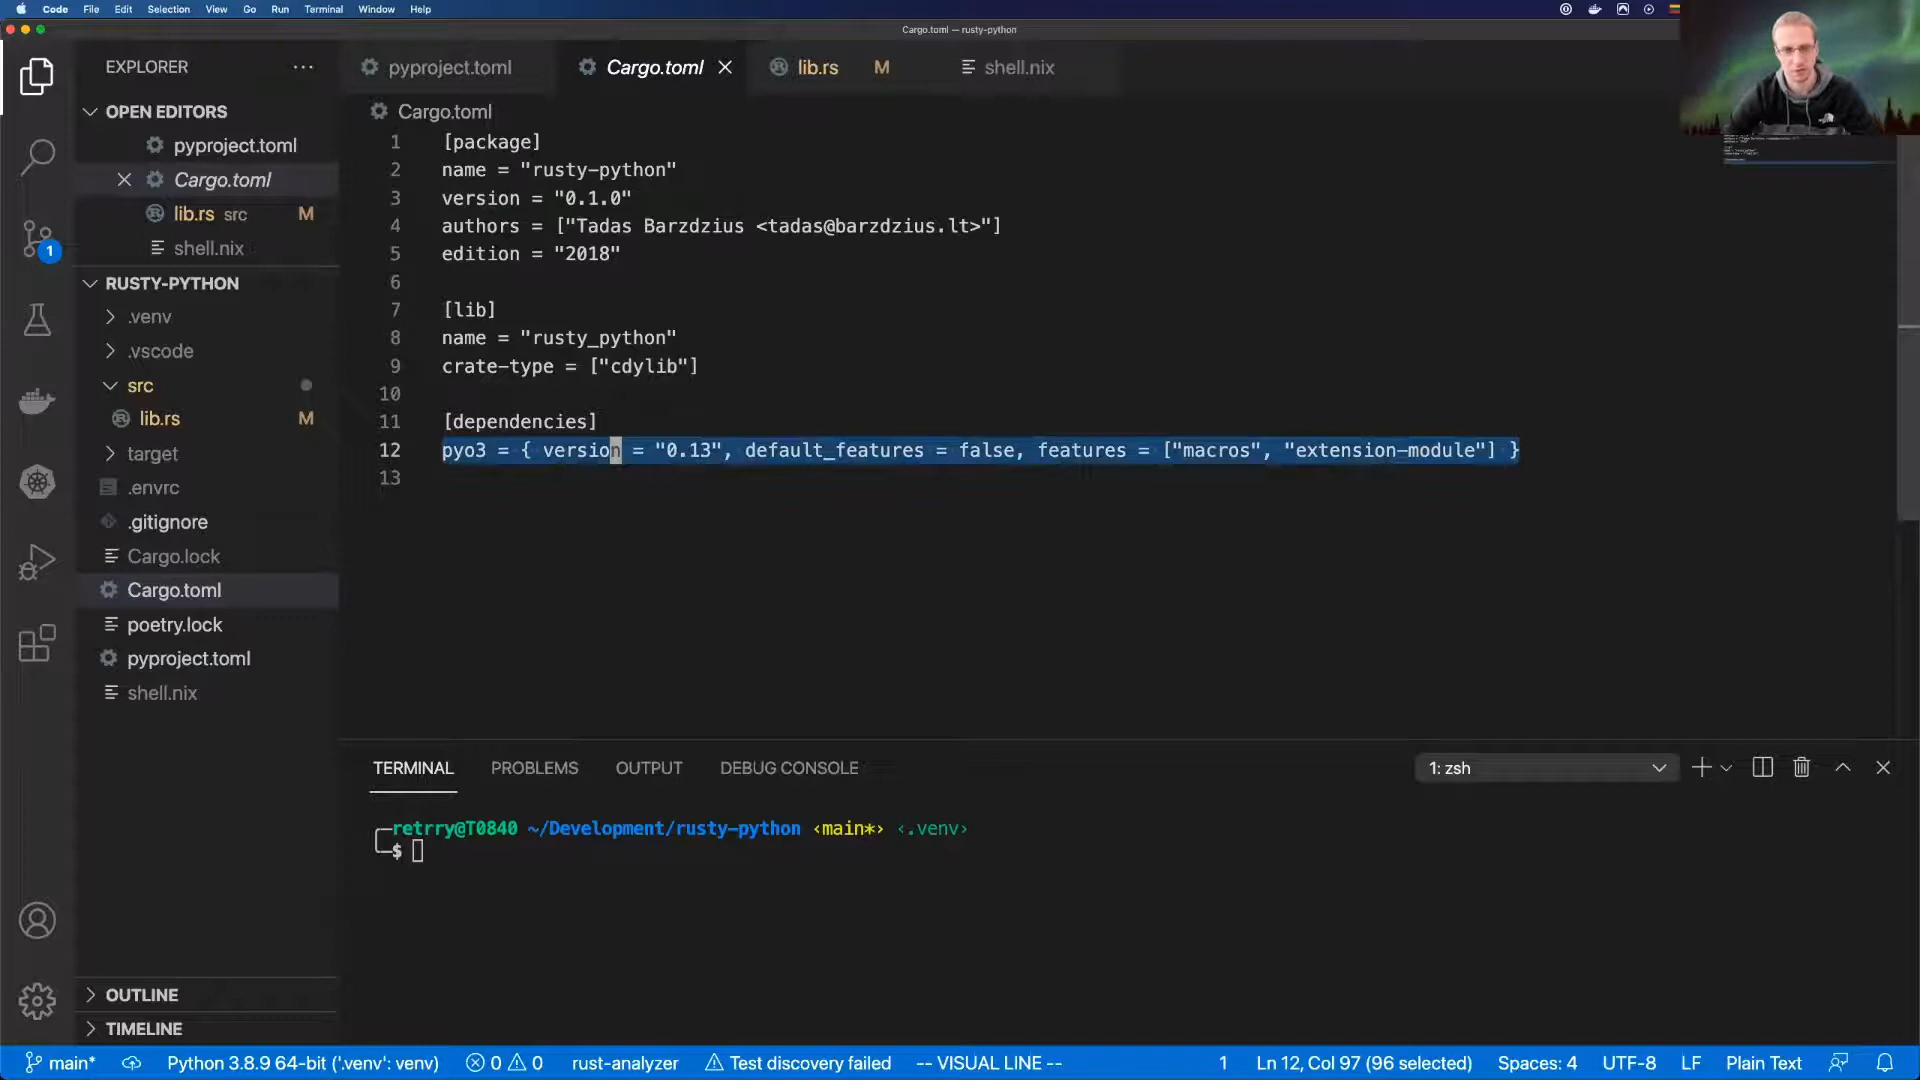 Code File Edit Selection View Go Run Terminal Window Help
Cargo.toml — rusty-python
EXPLORER
OPEN EDITORS
pyproject.toml
Cargo.toml
lib.rs src M
shell.nix
RUSTY-PYTHON
.venv
.vscode
src
lib.rs M
target
.envrc
.gitignore
Cargo.lock
Cargo.toml
poetry.lock
pyproject.toml
shell.nix
OUTLINE
TIMELINE
pyproject.toml Cargo.toml lib.rs M shell.nix
Cargo.toml
1 [package]
2 name = "rusty-python"
3 version = "0.1.0"
4 authors = ["Tadas Barzdzius <tadas@barzdzius.lt>"]
5 edition = "2018"
6
7 [lib]
8 name = "rusty_python"
9 crate-type = ["cdylib"]
10
11 [dependencies]
12 pyo3 = { version = "0.13", default_features = false, features = ["macros", "extension-module"] }
13
TERMINAL PROBLEMS OUTPUT DEBUG CONSOLE 1: zsh
retrry@T0840 ~/Development/rusty-python ‹main*› ‹.venv›
$
main* Python 3.8.9 64-bit ('.venv': venv) 0 0 rust-analyzer Test discovery failed -- VISUAL LINE -- 1 Ln 12, Col 97 (96 selected) Spaces: 4 UTF-8 LF Plain Text
1